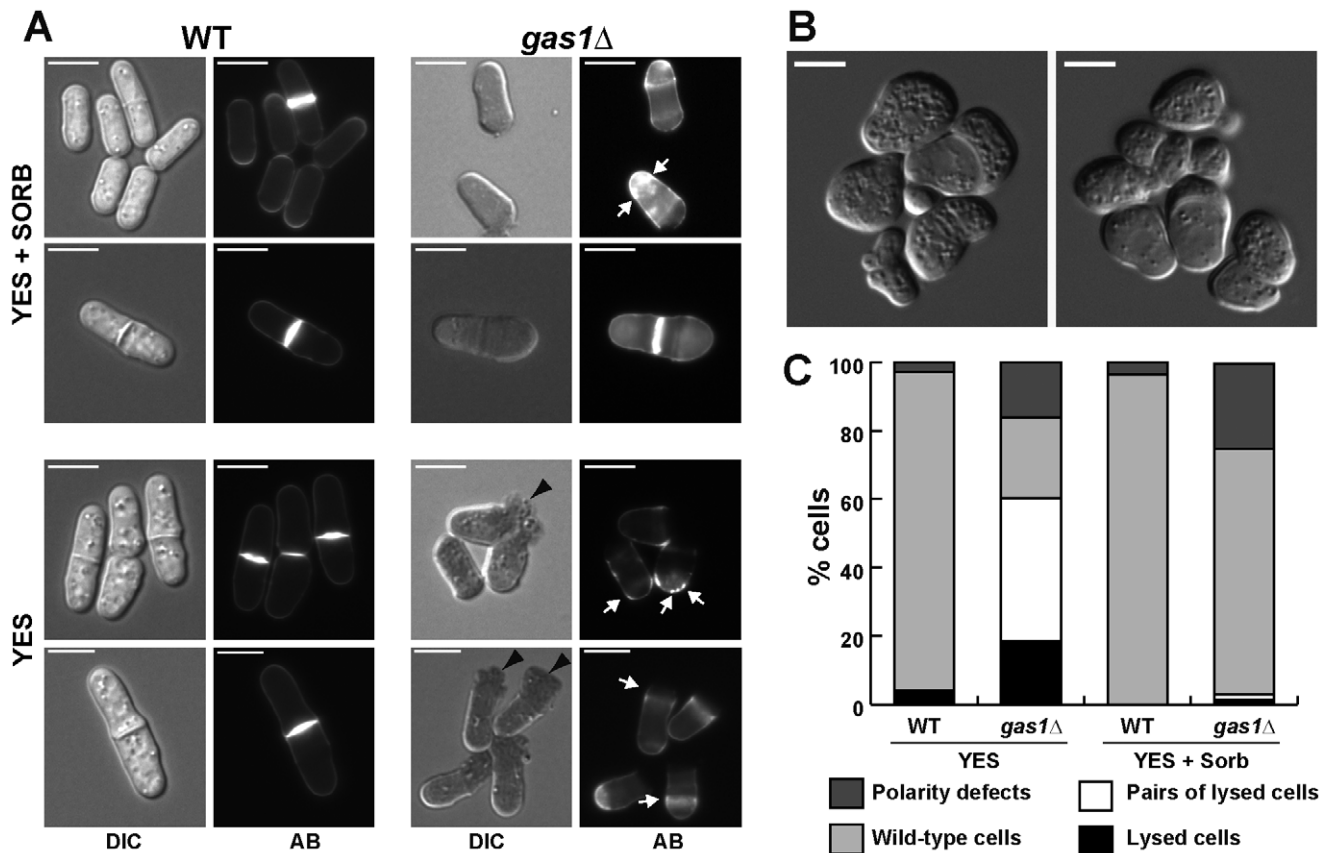 A
WT
gas1Δ
YES + SORB
YES
DIC
AB
DIC
AB
B
C
% cells
100
80
60
40
20
0
WT
gas1Δ
WT
gas1Δ
YES
YES + Sorb
Polarity defects
Pairs of lysed cells
Wild-type cells
Lysed cells